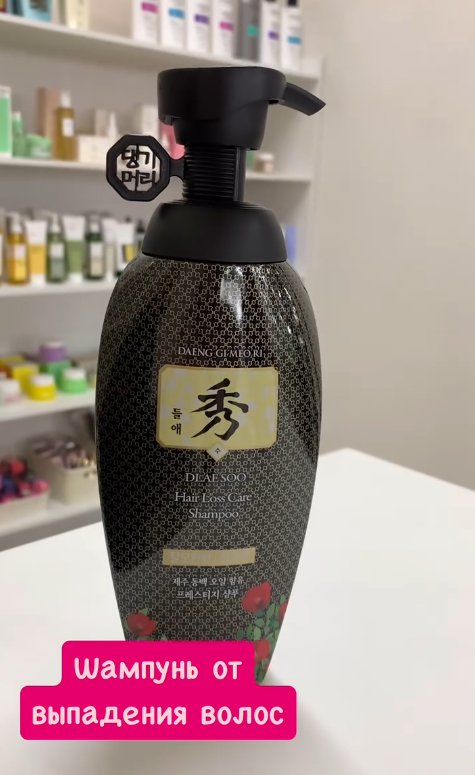 댕기
머리
DAENG GI MEO RI
들애
秀
수
DLAE SOO
Hair Loss Care
Shampoo
제주 동백 오일 함유
프레스티지 샴푸
Шампунь от
выпадения волос